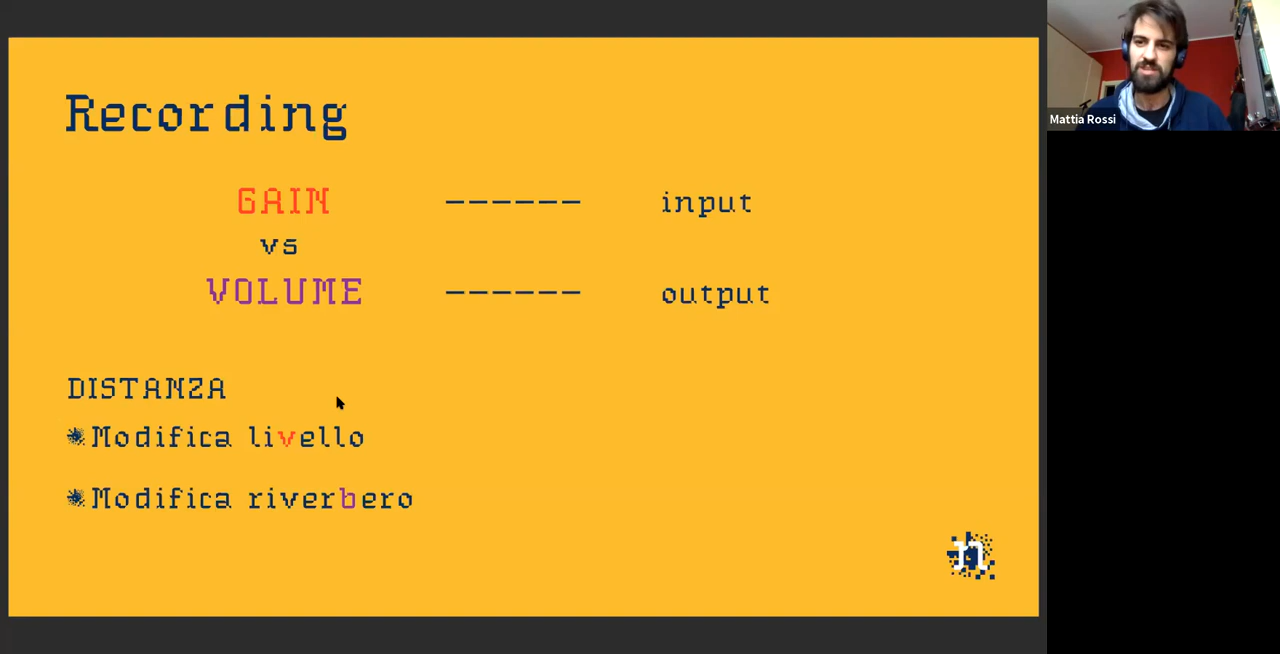 Recording
GAIN ------ input
vs
VOLUME ------ output
DISTANZA
Modifica livello
Modifica riverbero
n
Mattia Rossi